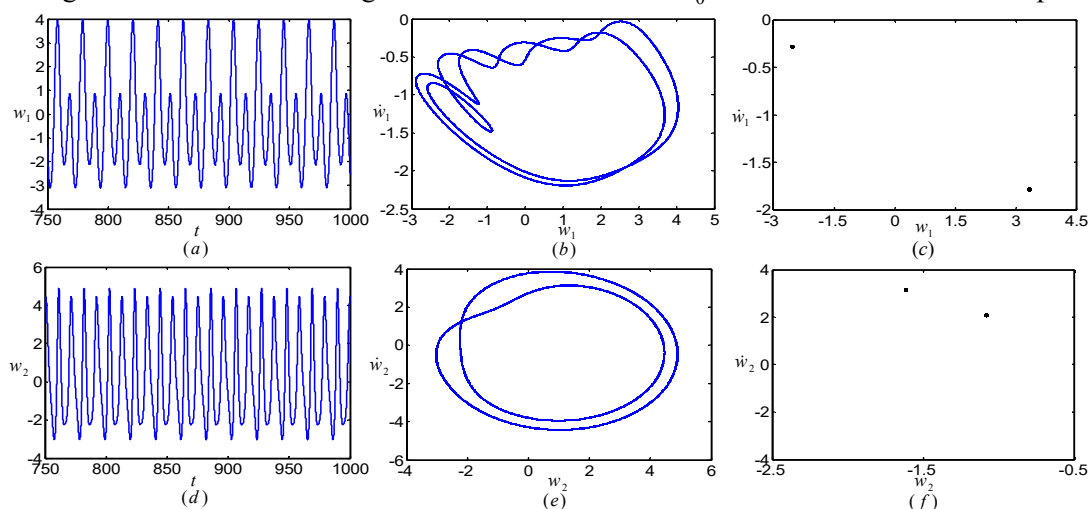 4
3
2
1
0
-1
-2
-3
-4
w₁
750 800 850 900 950 1000
t
(a)
-0
-0.5
-1
-1.5
-2
-2.5
ẇ₁
-3 -2 -1 0 1 2 3 4 5
w₁
(b)
-0
-0.5
-1
-1.5
-2
ẇ₁
-3 -1.5 0 1.5 3 4.5
w₁
(c)
6
4
2
0
-2
-4
w₂
750 800 850 900 950 1000
t
(d)
4
2
0
-2
-4
-6
ẇ₂
-4 -2 0 2 4 6
w₂
(e)
4
2
0
-2
-4
ẇ₂
-2.5 -1.5 -0.5
w₂
(f)